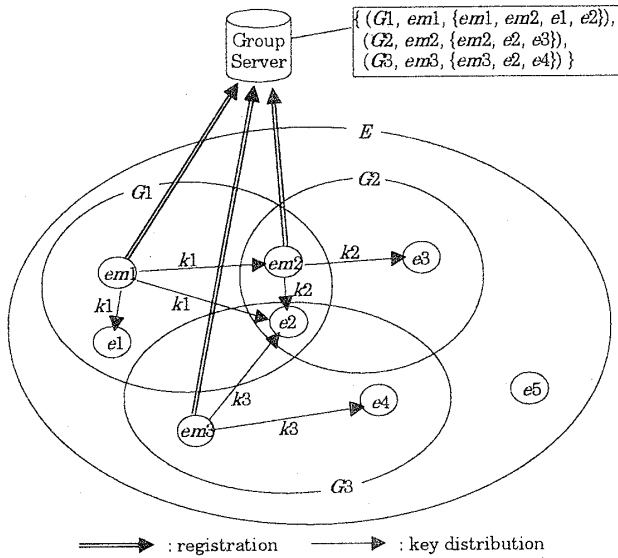 Group
Server
{ (G1, em1, {em1, em2, e1, e2}),
(G2, em2, {em2, e2, e3}),
(G3, em3, {em3, e2, e4}) }
E
G1
G2
em1
k1
em2
k2
e3
k1
k1
k2
e1
e2
k3
e4
e5
em3
k3
G3
: registration
: key distribution